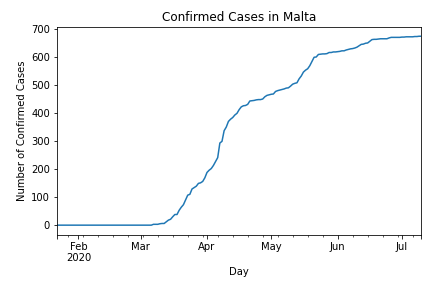 Confirmed Cases in Malta
700
600
500
400
300
200
100
0
Number of Confirmed Cases
Feb Mar Apr May Jun Jul
2020
Day